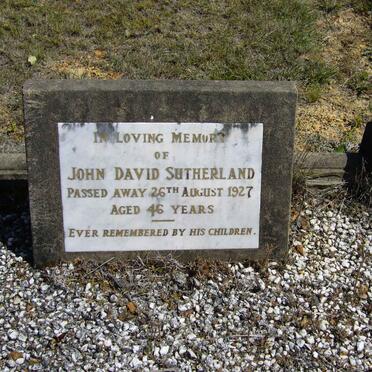 In Loving Memory
of
John David Sutherland
Passed away 26th August 1927
Aged 46 years
Ever remembered by his children.